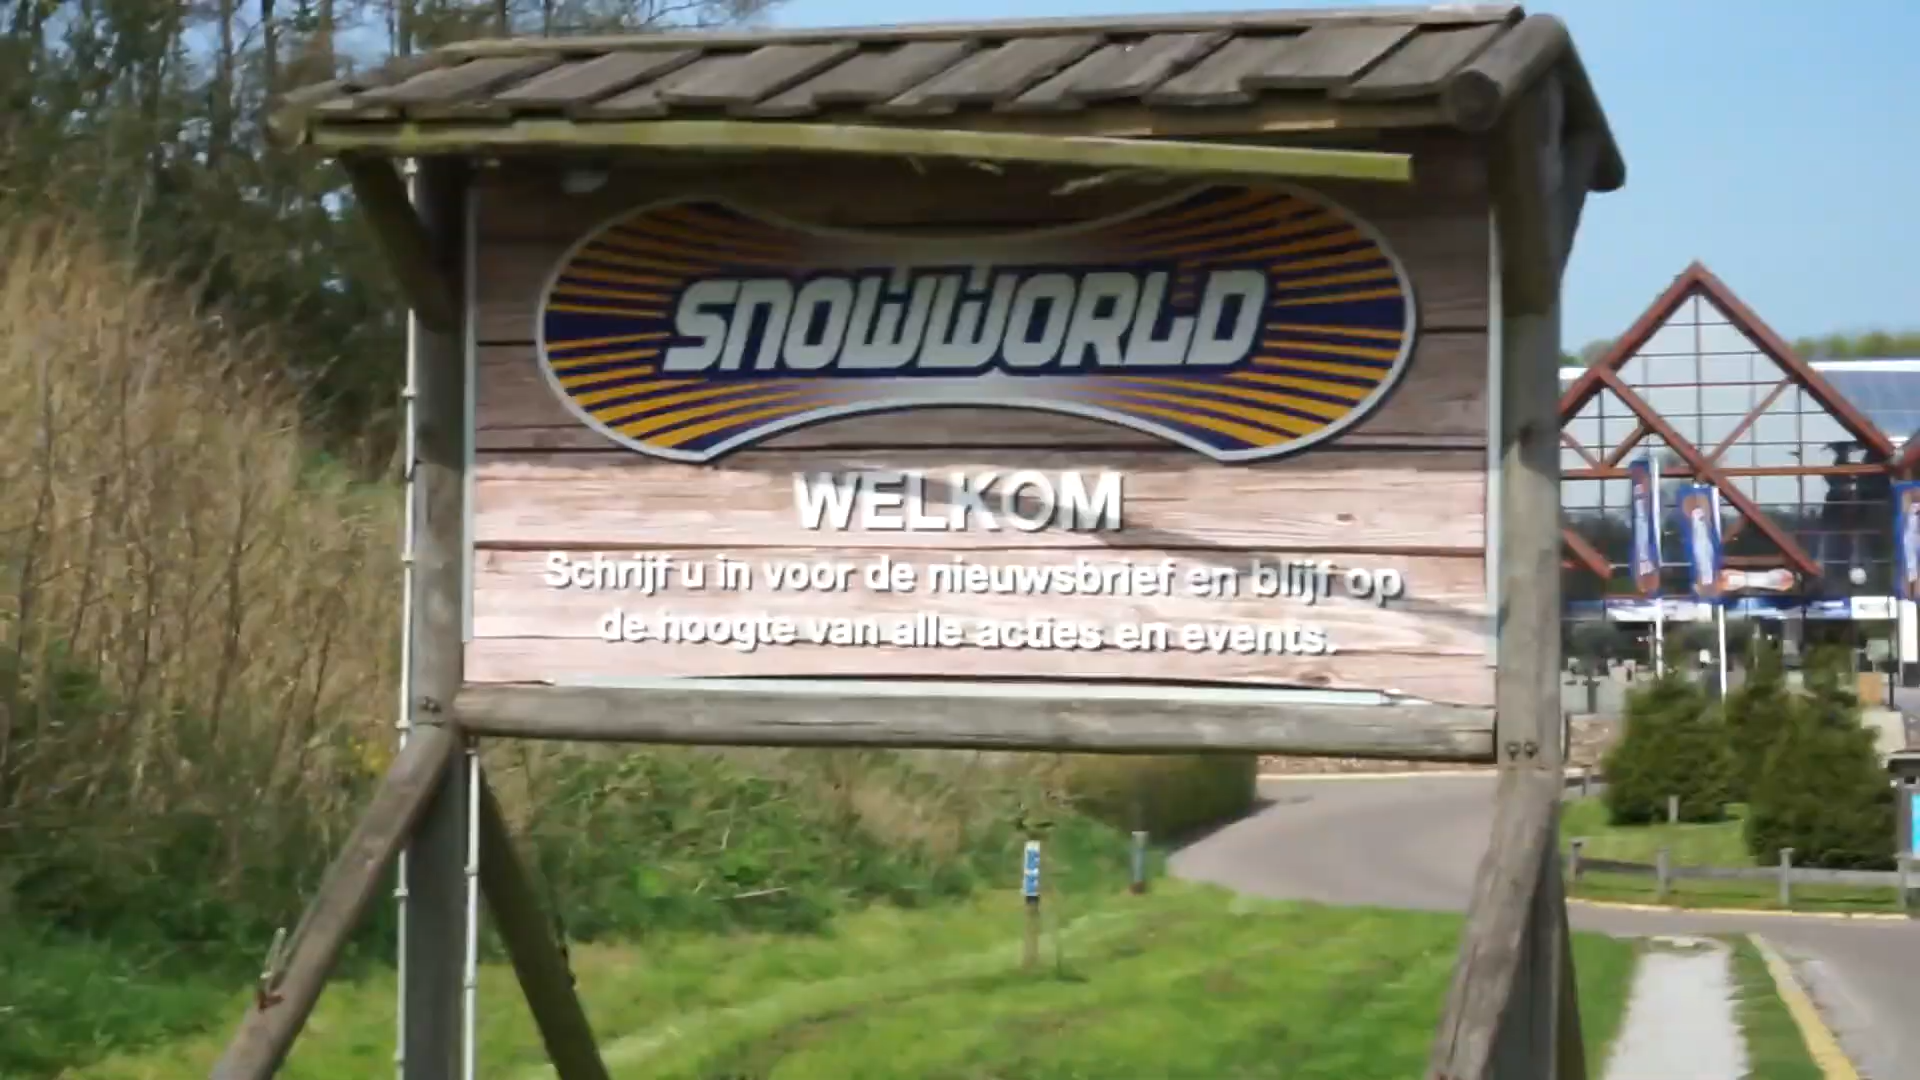 SNOWWORLD
WELKOM
Schrijf u in voor de nieuwsbrief en blijf op
de hoogte van alle acties en events.